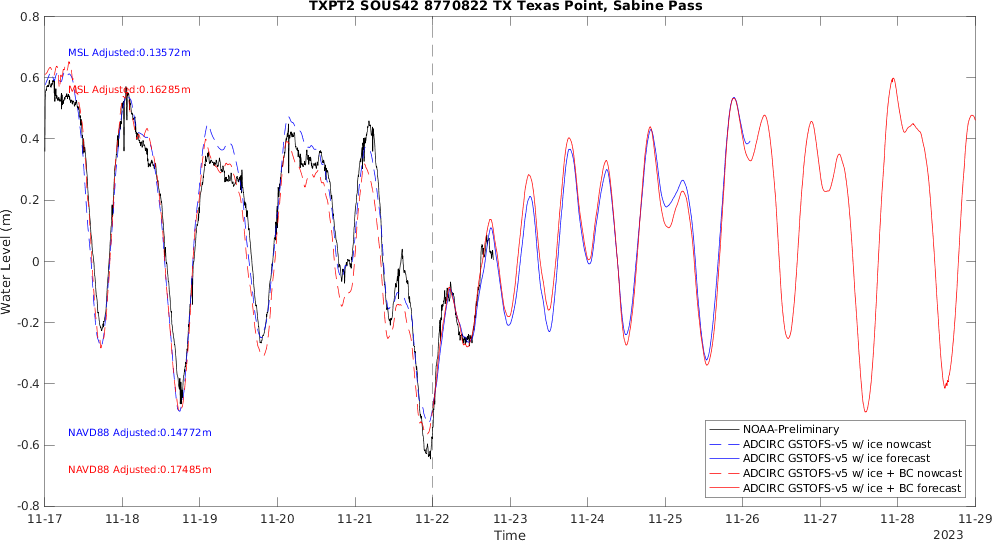 TXPT2 SOUS42 8770822 TX Texas Point, Sabine Pass
0.8
MSL Adjusted:0.13572m
0.6
MSL Adjusted:0.16285m
0.4
0.2
Water Level (m)
0
-0.2
-0.4
NAVD88 Adjusted:0.14772m
-0.6
NAVD88 Adjusted:0.17485m
-0.8
NOAA-Preliminary
ADCIRC GSTOFS-v5 w/ ice nowcast
ADCIRC GSTOFS-v5 w/ ice forecast
ADCIRC GSTOFS-v5 w/ ice + BC nowcast
ADCIRC GSTOFS-v5 w/ ice + BC forecast
11-17 11-18 11-19 11-20 11-21 11-22 11-23 11-24 11-25 11-26 11-27 11-28 11-29
Time
2023